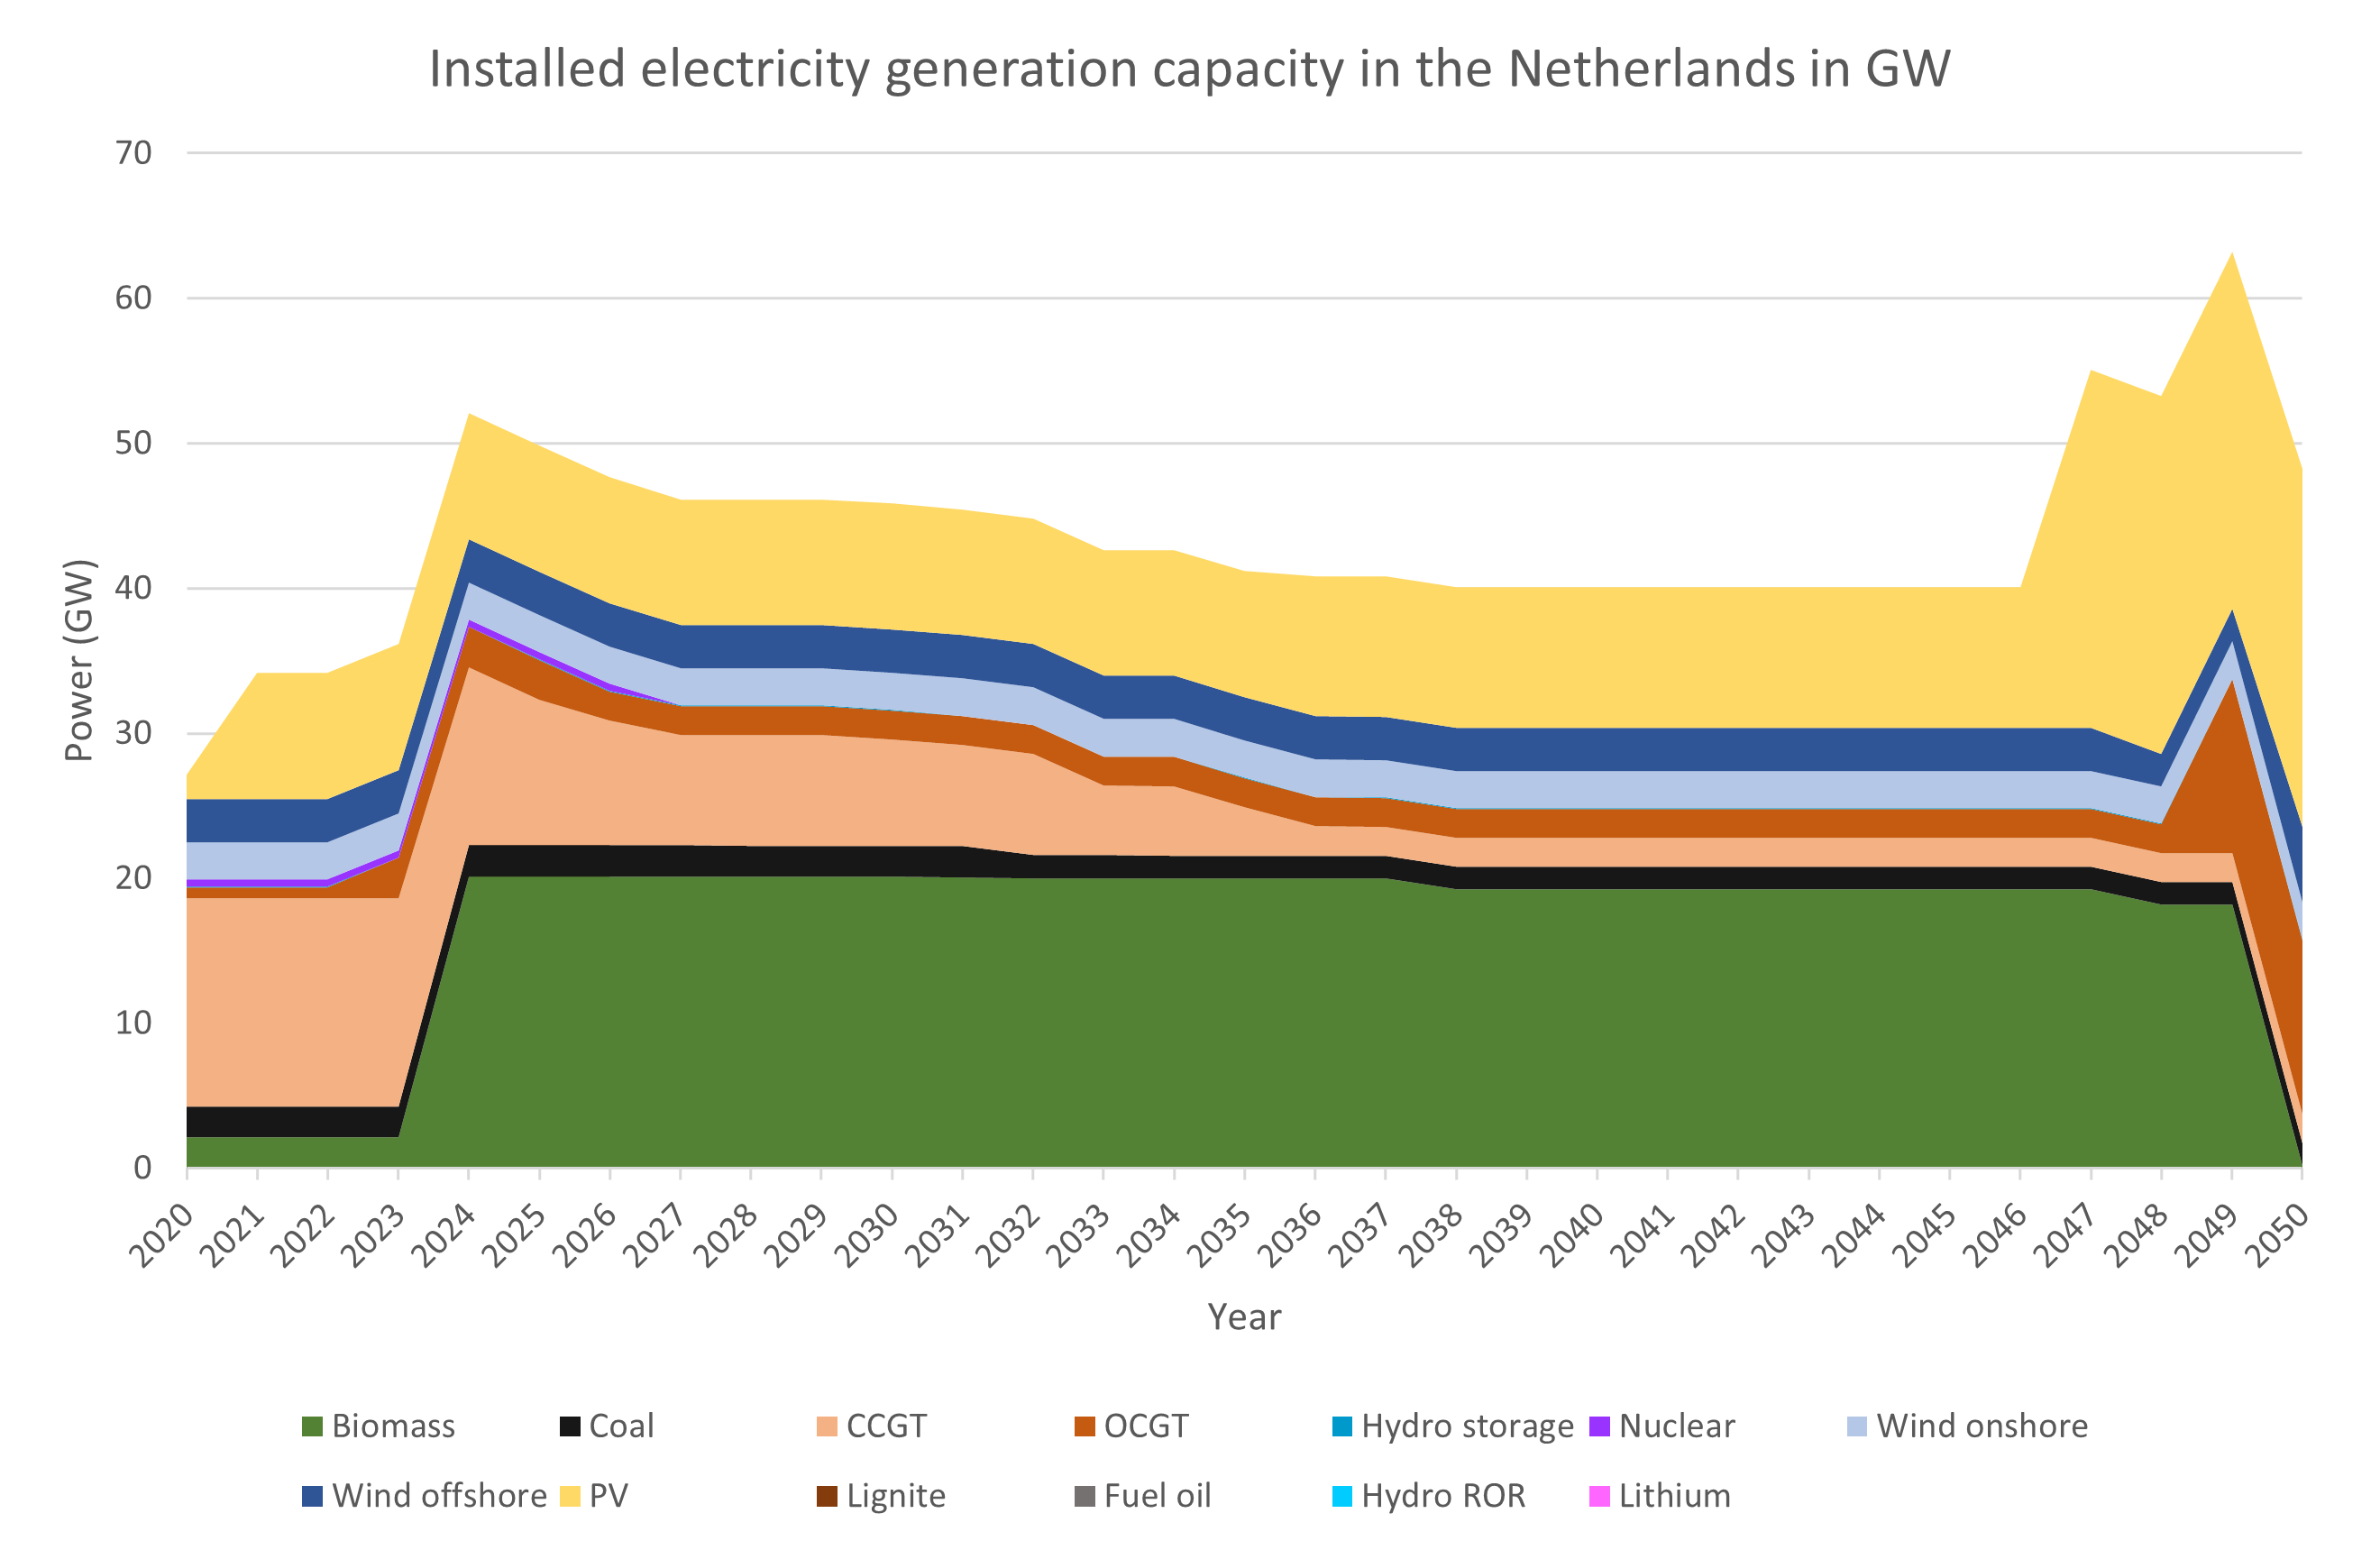 Installed electricity generation capacity in the Netherlands in GW
70
60
50
40
30
20
10
0
Power (GW)
2020 2021 2022 2023 2024 2025 2026 2027 2028 2029 2030 2031 2032 2033 2034 2035 2036 2037 2038 2039 2040 2041 2042 2043 2044 2045 2046 2047 2048 2049 2050
Year
Biomass Coal CCGT OCGT Hydro storage Nuclear Wind onshore
Wind offshore PV Lignite Fuel oil Hydro ROR Lithium